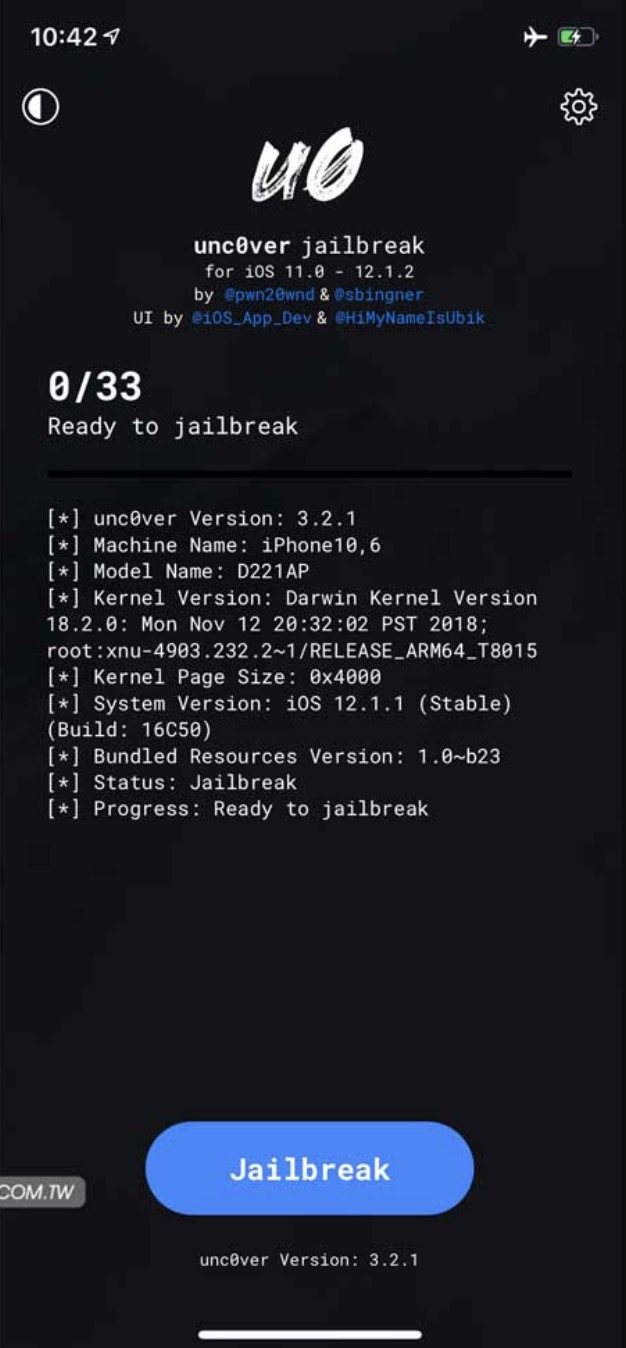 10:42
u0
unc0ver jailbreak
for iOS 11.0 - 12.1.2
by @pwn20wnd & @sbingner
UI by @iOS_App_Dev & @HiMyNameIsUbik
0/33
Ready to jailbreak
[*] unc0ver Version: 3.2.1
[*] Machine Name: iPhone10,6
[*] Model Name: D221AP
[*] Kernel Version: Darwin Kernel Version
18.2.0: Mon Nov 12 20:32:02 PST 2018;
root:xnu-4903.232.2~1/RELEASE_ARM64_T8015
[*] Kernel Page Size: 0x4000
[*] System Version: iOS 12.1.1 (Stable)
(Build: 16C50)
[*] Bundled Resources Version: 1.0~b23
[*] Status: Jailbreak
[*] Progress: Ready to jailbreak
Jailbreak
COM.TW
unc0ver Version: 3.2.1